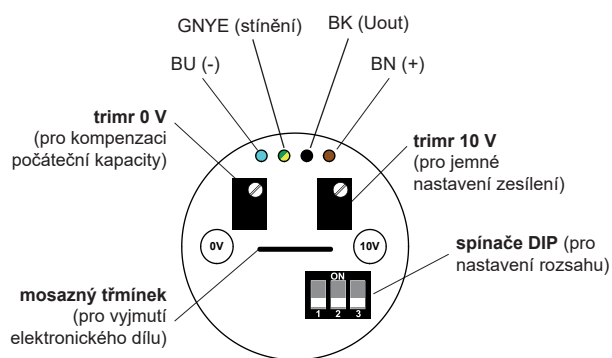 GNYE (stínění)
BK (Uout)
BU (-)
BN (+)
trimr 0 V
(pro kompenzaci
počáteční kapacity)
trimr 10 V
(pro jemné
nastavení zesílení)
0V
10V
spínače DIP (pro
nastavení rozsahu)
ON
1 2 3
mosazný třmínek
(pro vyjmutí
elektronického dílu)